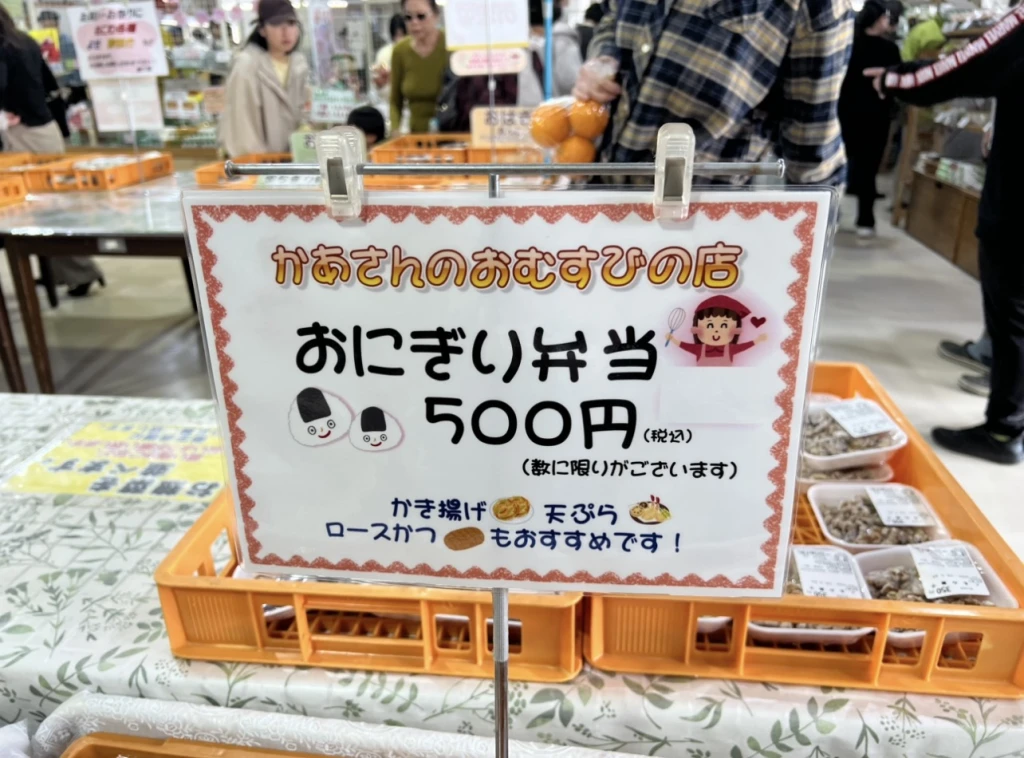 かあさんのおむすびの店
おにぎり弁当
500円(税込)
(数に限りがございます)
かき揚げ 天ぷら
ロースかつ もおすすめです!